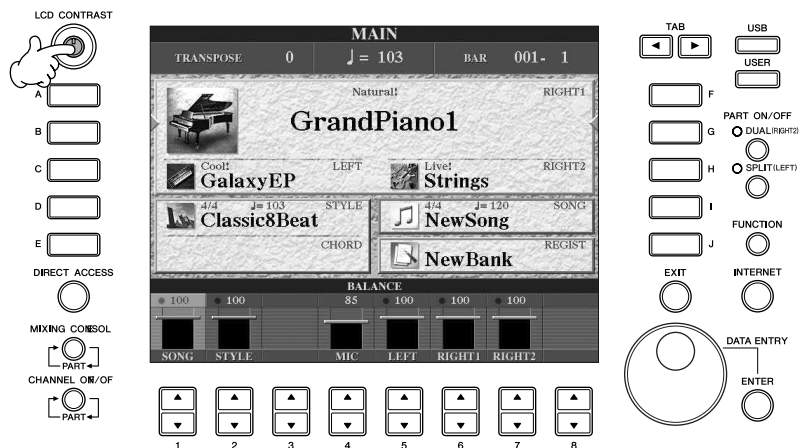 LCD CONTRAST
A
B
C
D
E
DIRECT ACCESS
MIXING CONSOL
PART
CHANNEL ON/OF
PART
MAIN
TRANSPOSE 0 ♩= 103 BAR 001- 1
Natural! RIGHT1
GrandPiano1
Cool! LEFT
GalaxyEP
Live! RIGHT2
Strings
4/4 ♩= 103 STYLE
Classic8Beat
CHORD
4/4 ♩= 120 SONG
NewSong
REGIST
NewBank
BALANCE
100 100 85 100 100 100
SONG STYLE MIC LEFT RIGHT1 RIGHT2
1 2 3 4 5 6 7 8
TAB
USB
USER
F
G
H
I
J
PART ON/OFF
DUAL(RIGHT2)
SPLIT(LEFT)
FUNCTION
EXIT
INTERNET
DATA ENTRY
ENTER